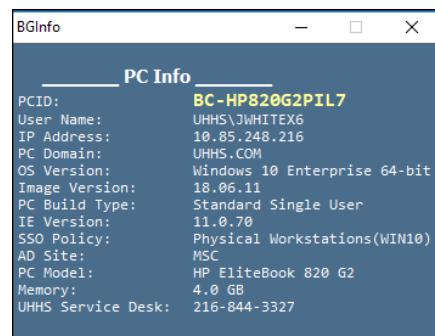 BGInfo
PC Info
PCID: BC-HP820G2PIL7
User Name: UHHS\JWHITEX6
IP Address: 10.85.248.216
PC Domain: UHHS.COM
OS Version: Windows 10 Enterprise 64-bit
Image Version: 18.06.11
PC Build Type: Standard Single User
IE Version: 11.0.70
SSO Policy: Physical Workstations(WIN10)
AD Site: MSC
PC Model: HP EliteBook 820 G2
Memory: 4.0 GB
UHHS Service Desk: 216-844-3327